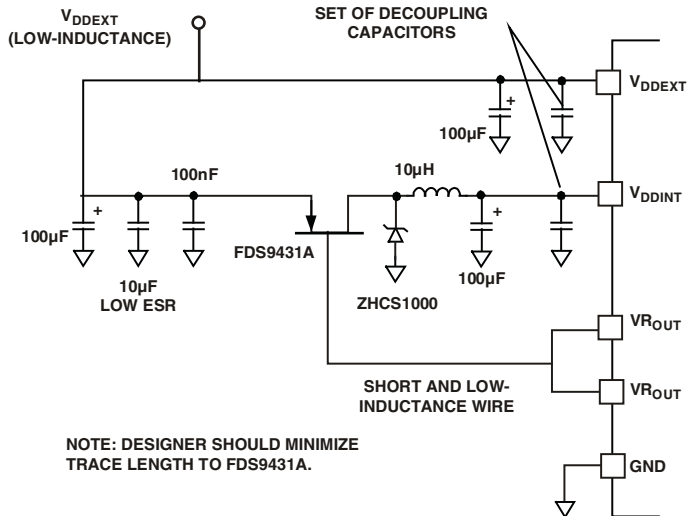 VDDEXT
(LOW-INDUCTANCE)
SET OF DECOUPLING
CAPACITORS
+
VDDEXT
100µF
100nF
10µH
+
+
VDDINT
100µF
FDS9431A
100µF
10µF
LOW ESR
ZHCS1000
VROUT
SHORT AND LOW-
INDUCTANCE WIRE
VROUT
NOTE: DESIGNER SHOULD MINIMIZE
TRACE LENGTH TO FDS9431A.
GND